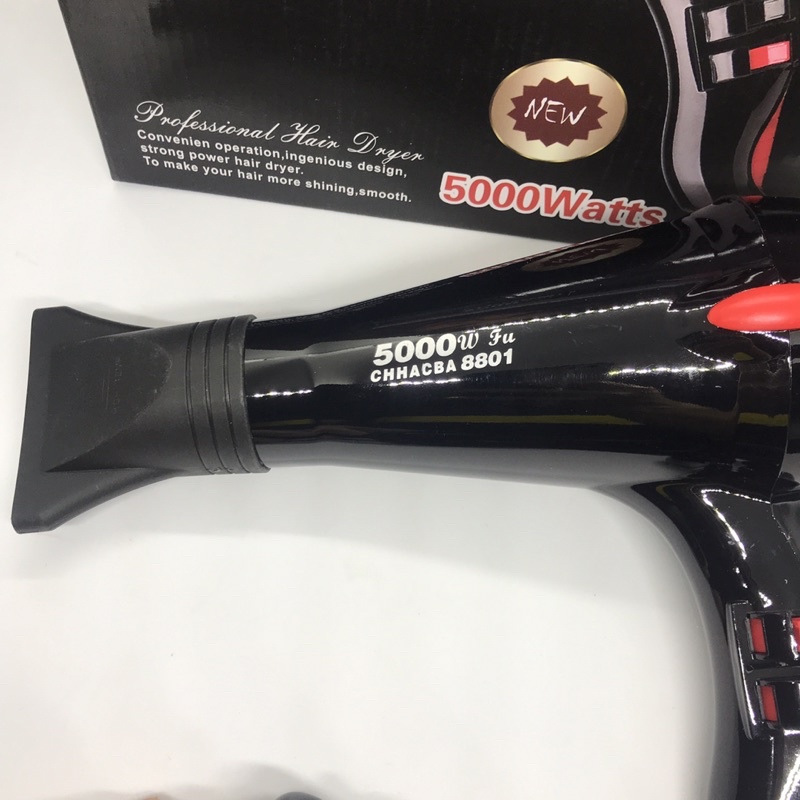 NEW
Professional Hair Dryer
Convenien operation,ingenious design,
strong power hair dryer.
To make your hair more shining,smooth.
5000Watts
5000W Fu
CHHACBA 8801